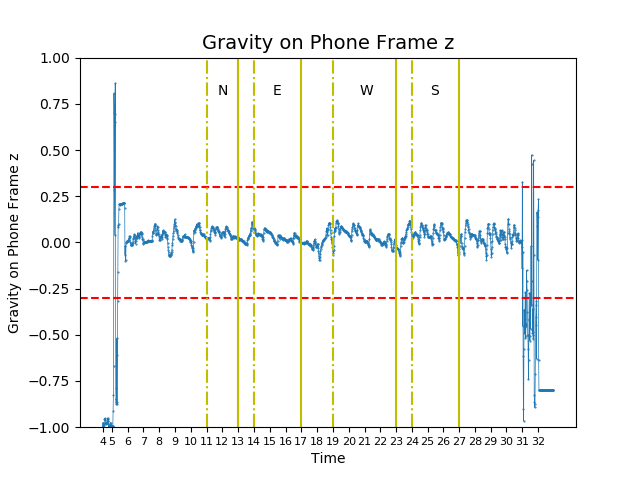 Gravity on Phone Frame z
Gravity on Phone Frame z
1.00
0.75
0.50
0.25
0.00
−0.25
−0.50
−0.75
−1.00
N E W S
4 5 6 7 8 9 10 11 12 13 14 15 16 17 18 19 20 21 22 23 24 25 26 27 28 29 30 31 32
Time